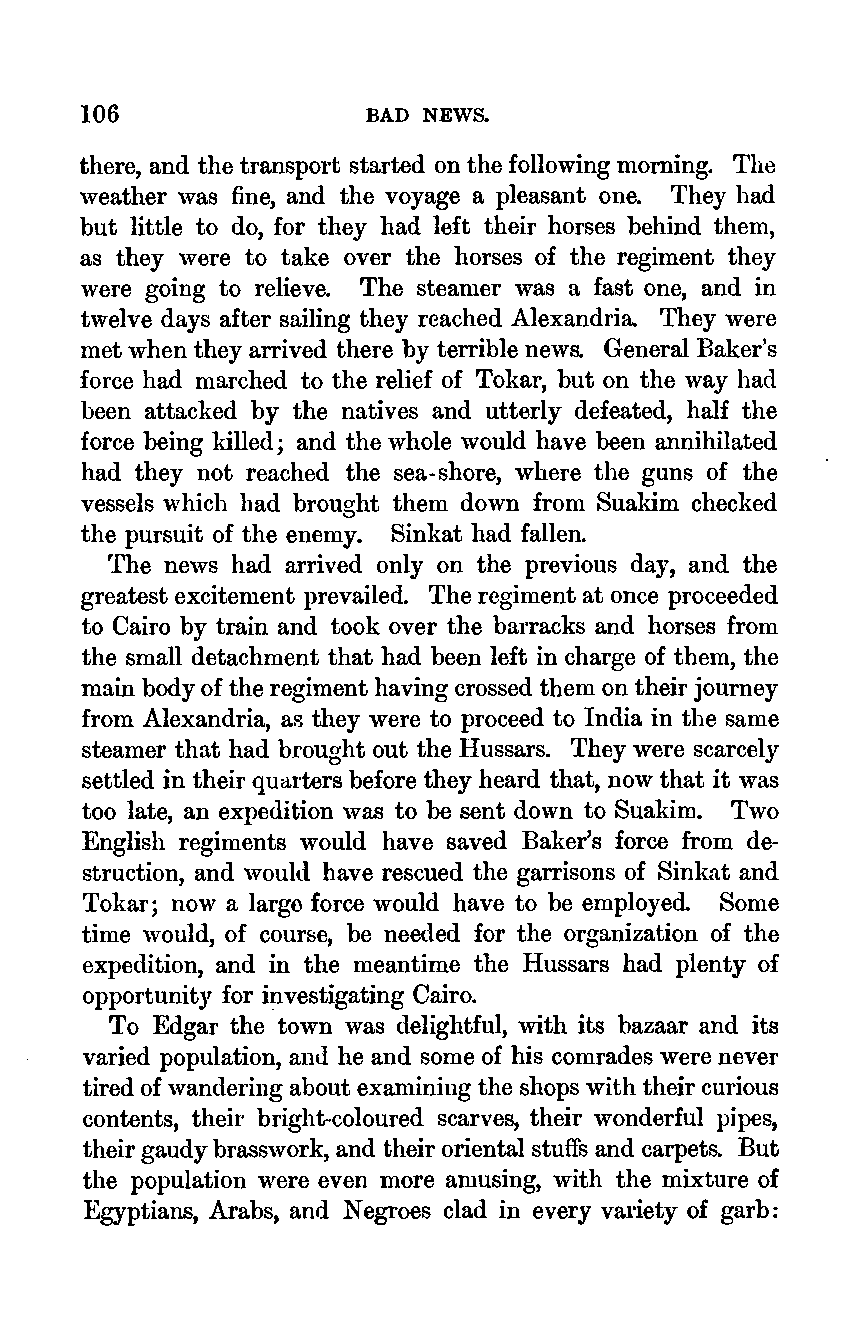 106 BAD NEWS.
there, and the transport started on the following morning. The
weather was fine, and the voyage a pleasant one. They had
but little to do, for they had left their horses behind them,
as they were to take over the horses of the regiment they
were going to relieve. The steamer was a fast one, and in
twelve days after sailing they reached Alexandria. They were
met when they arrived there by terrible news. General Baker's
force had marched to the relief of Tokar, but on the way had
been attacked by the natives and utterly defeated, half the
force being killed; and the whole would have been annihilated
had they not reached the sea-shore, where the guns of the
vessels which had brought them down from Suakim checked
the pursuit of the enemy. Sinkat had fallen.
The news had arrived only on the previous day, and the
greatest excitement prevailed. The regiment at once proceeded
to Cairo by train and took over the barracks and horses from
the small detachment that had been left in charge of them, the
main body of the regiment having crossed them on their journey
from Alexandria, as they were to proceed to India in the same
steamer that had brought out the Hussars. They were scarcely
settled in their quarters before they heard that, now that it was
too late, an expedition was to be sent down to Suakim. Two
English regiments would have saved Baker's force from de-
struction, and would have rescued the garrisons of Sinkat and
Tokar; now a large force would have to be employed. Some
time would, of course, be needed for the organization of the
expedition, and in the meantime the Hussars had plenty of
opportunity for investigating Cairo.
To Edgar the town was delightful, with its bazaar and its
varied population, and he and some of his comrades were never
tired of wandering about examining the shops with their curious
contents, their bright-coloured scarves, their wonderful pipes,
their gaudy brasswork, and their oriental stuffs and carpets. But
the population were even more amusing, with the mixture of
Egyptians, Arabs, and Negroes clad in every variety of garb: